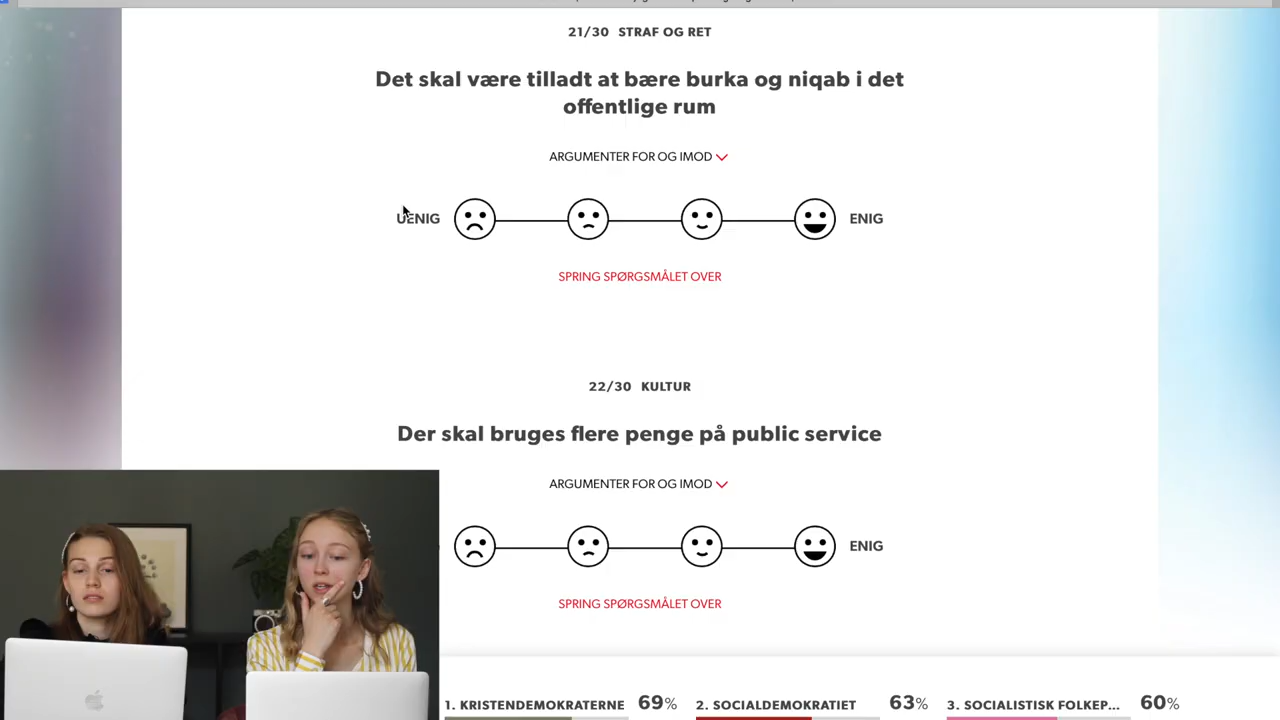 21/30 STRAF OG RET
Det skal være tilladt at bære burka og niqab i det
offentlige rum
ARGUMENTER FOR OG IMOD
UENIG
ENIG
SPRING SPØRGSMÅLET OVER
22/30 KULTUR
Der skal bruges flere penge på public service
ARGUMENTER FOR OG IMOD
ENIG
SPRING SPØRGSMÅLET OVER
1. KRISTENDEMOKRATERNE 69% 2. SOCIALDEMOKRATIET 63% 3. SOCIALISTISK FOLKEP... 60%